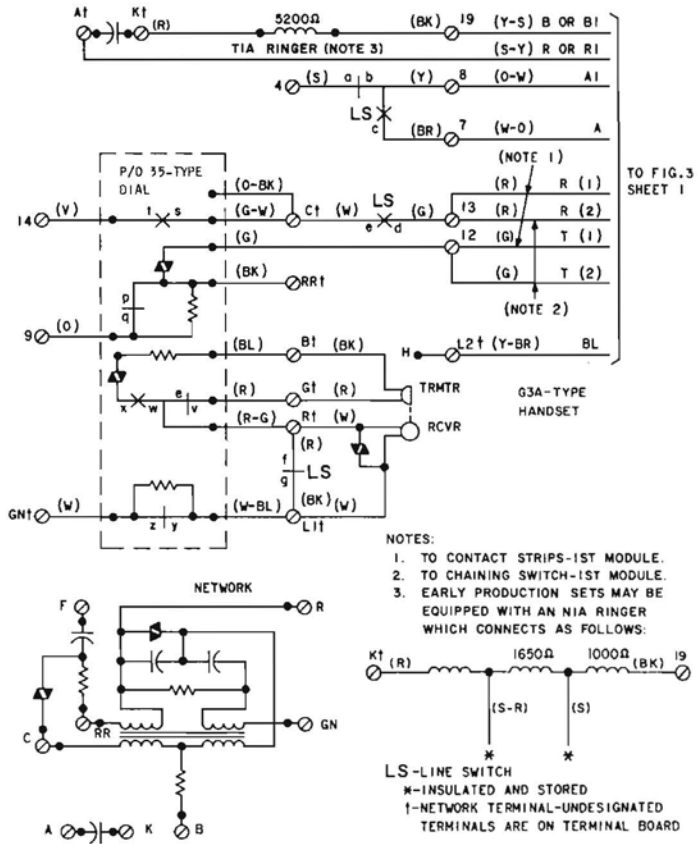 A† K† (R) 5200Ω (BK) 19 (Y-S) B OR B1
T1A RINGER (NOTE 3) (S-Y) R OR R1
4 (S) a b (Y) 8 (O-W) A1
LS c (BR) 7 (W-O) A
TO FIG.3
SHEET 1
P/O 35-TYPE
DIAL
(NOTE 1)
(O-BK) (R) R (1)
14 (V) t s (G-W) C† (W) LS e d (G) 13 (R) R (2)
(G) 12 (G) T (1)
(BK) RR† (G) T (2)
p
q
(NOTE 2)
9 (O)
(BL) B† (BK) H L2† (Y-BR) BL
x w e v (R) G† (R) TRMTR
G3A-TYPE
HANDSET
(R-G) R† (W) RCVR
(R)
f
g LS
GN† (W) z y (W-BL) L1† (BK) (W)
NOTES:
1. TO CONTACT STRIPS-1ST MODULE.
2. TO CHAINING SWITCH-1ST MODULE.
3. EARLY PRODUCTION SETS MAY BE
EQUIPPED WITH AN N1A RINGER
WHICH CONNECTS AS FOLLOWS:
NETWORK
F R
RR GN
C
A K B
K† (R) 1650Ω 1000Ω (BK) 19
(S-R) (S)
* *
LS-LINE SWITCH
*-INSULATED AND STORED
†-NETWORK TERMINAL-UNDESIGNATED
TERMINALS ARE ON TERMINAL BOARD